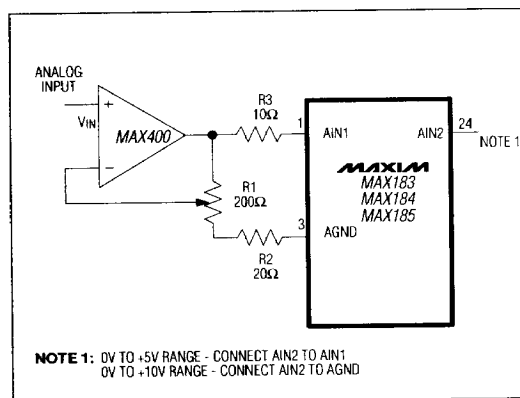 ANALOG
INPUT
+
VIN
MAX400
−
R3
10Ω
R1
200Ω
R2
20Ω
1
AIN1
AIN2
24
NOTE 1
MAXIM
MAX183
MAX184
MAX185
3
AGND
NOTE 1: 0V TO +5V RANGE - CONNECT AIN2 TO AIN1
0V TO +10V RANGE - CONNECT AIN2 TO AGND